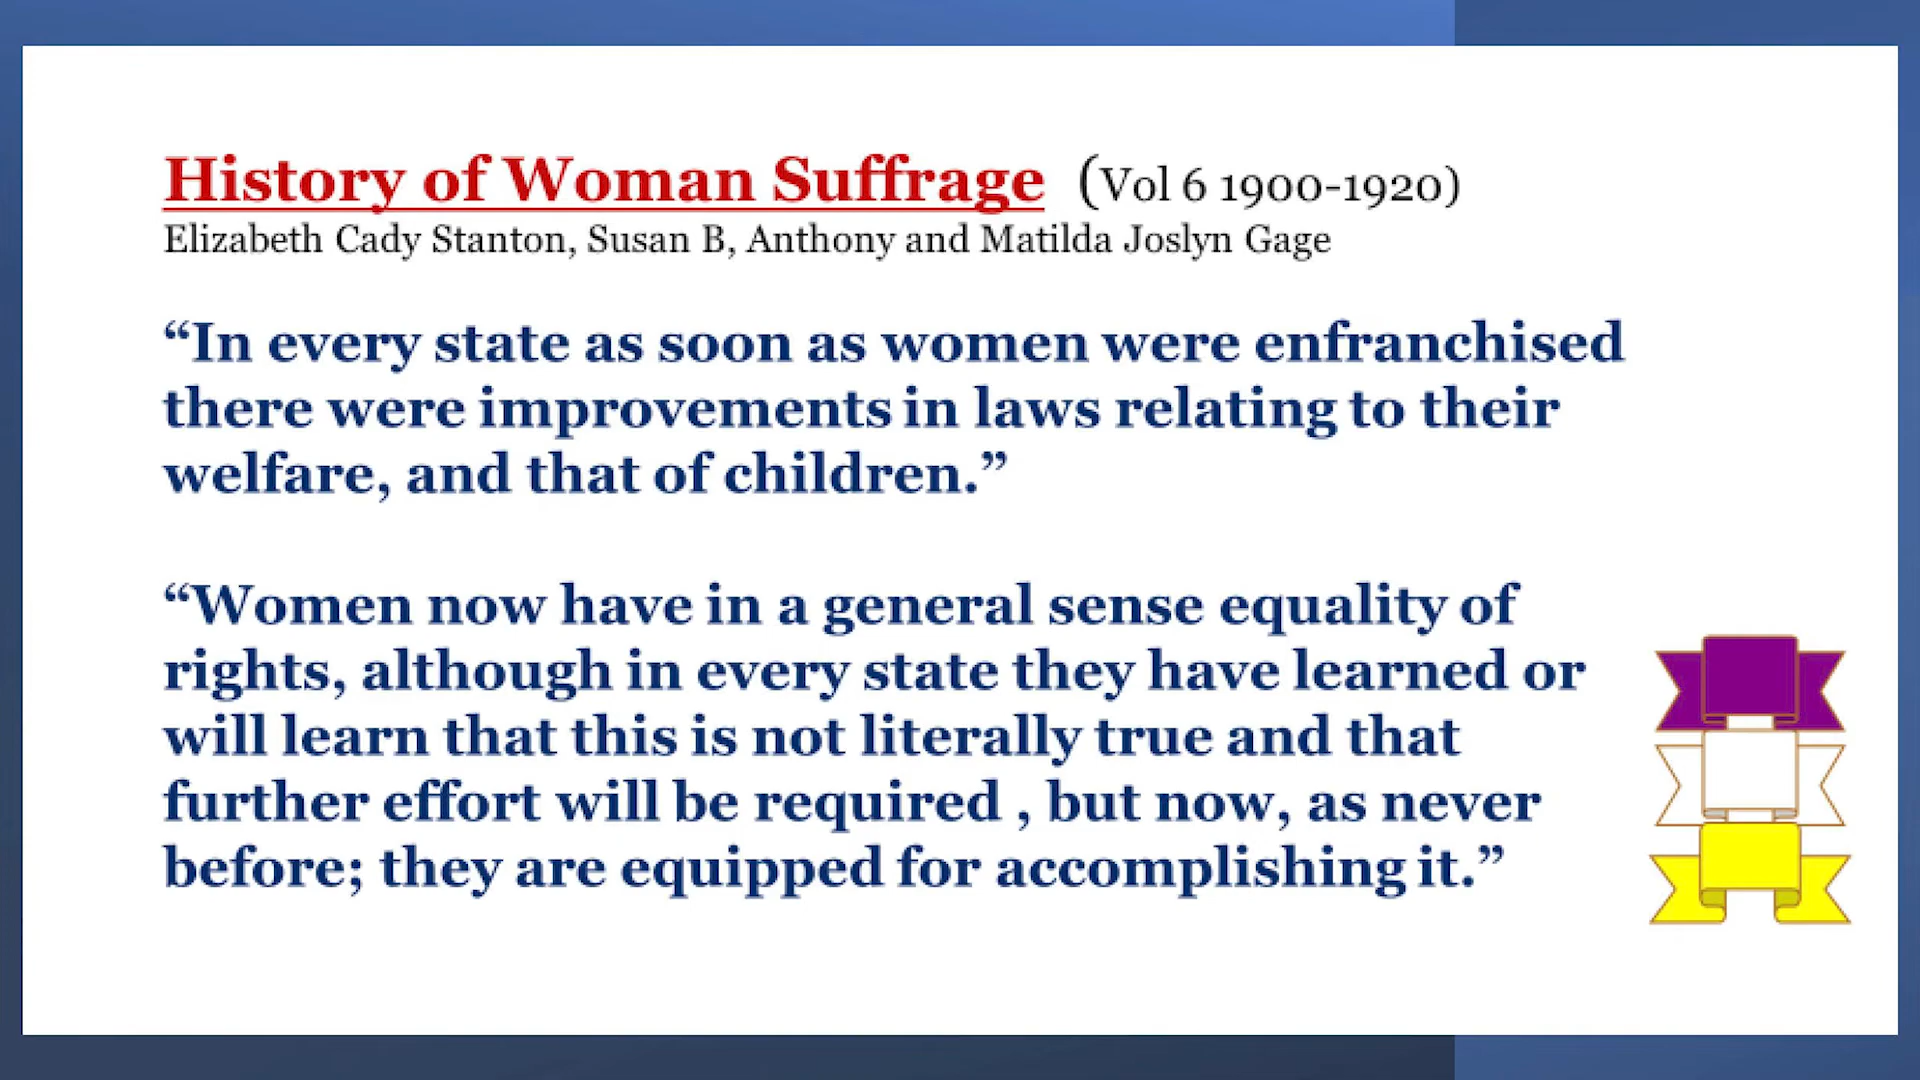 History of Woman Suffrage (Vol 6 1900-1920)
Elizabeth Cady Stanton, Susan B, Anthony and Matilda Joslyn Gage
“In every state as soon as women were enfranchised
there were improvements in laws relating to their
welfare, and that of children.”
“Women now have in a general sense equality of
rights, although in every state they have learned or
will learn that this is not literally true and that
further effort will be required , but now, as never
before; they are equipped for accomplishing it.”